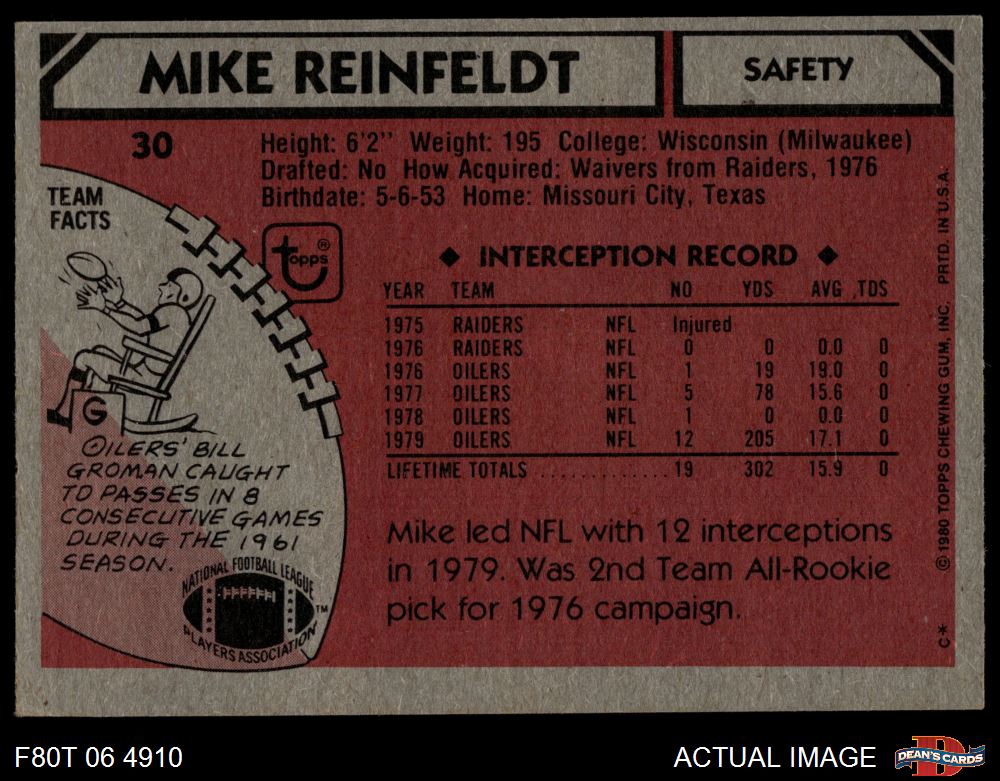 MIKE REINFELDT
SAFETY
30
Height: 6'2" Weight: 195 College: Wisconsin (Milwaukee)
Drafted: No How Acquired: Waivers from Raiders, 1976
Birthdate: 5-6-53 Home: Missouri City, Texas
TEAM
FACTS
G
OILERS' BILL
GROMAN CAUGHT
TD PASSES IN 8
CONSECUTIVE GAMES
DURING THE 1961
SEASON.
NATIONAL FOOTBALL LEAGUE
PLAYERS ASSOCIATION
™
topps ®
◆ INTERCEPTION RECORD ◆
YEAR TEAM NO YDS AVG TDS
1975 RAIDERS NFL Injured
1976 RAIDERS NFL 0 0 0.0 0
1976 OILERS NFL 1 19 19.0 0
1977 OILERS NFL 5 78 15.6 0
1978 OILERS NFL 1 0 0.0 0
1979 OILERS NFL 12 205 17.1 0
LIFETIME TOTALS ............ 19 302 15.9 0
Mike led NFL with 12 interceptions
in 1979. Was 2nd Team All-Rookie
pick for 1976 campaign.
C* © 1980 TOPPS CHEWING GUM, INC. PRTD. IN U.S.A.
F80T 06 4910
ACTUAL IMAGE
D
DEAN'S CARDS